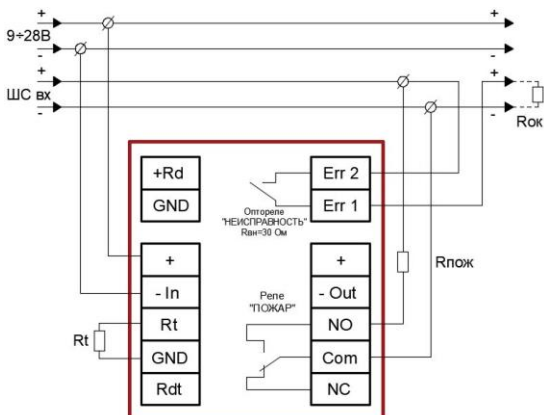 +
9÷28В
-
+
+
ШС вх
-
-
Rок
+Rd
Err 2
GND
Err 1
Оптореле
"НЕИСПРАВНОСТЬ"
Rвн=30 Ом
+
+
Rпож
- In
- Out
Rt
Rt
Реле
"ПОЖАР"
NO
GND
Com
Rdt
NC